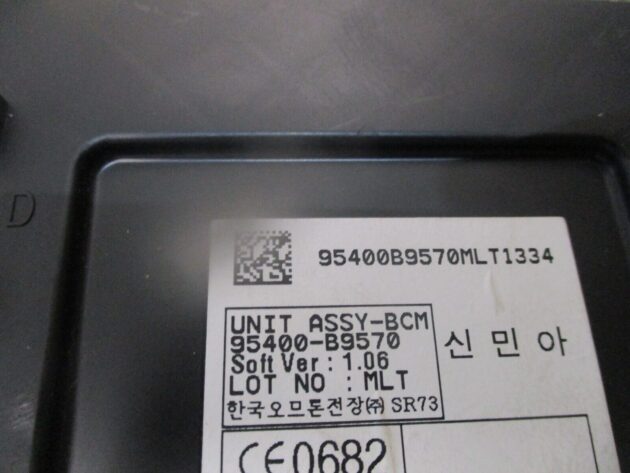 D
95400B9570MLT1334
UNIT ASSY-BCM
95400-B9570
Soft Ver : 1.06
LOT NO : MLT
한국오므론전장㈜ SR73
신민아
CE0682